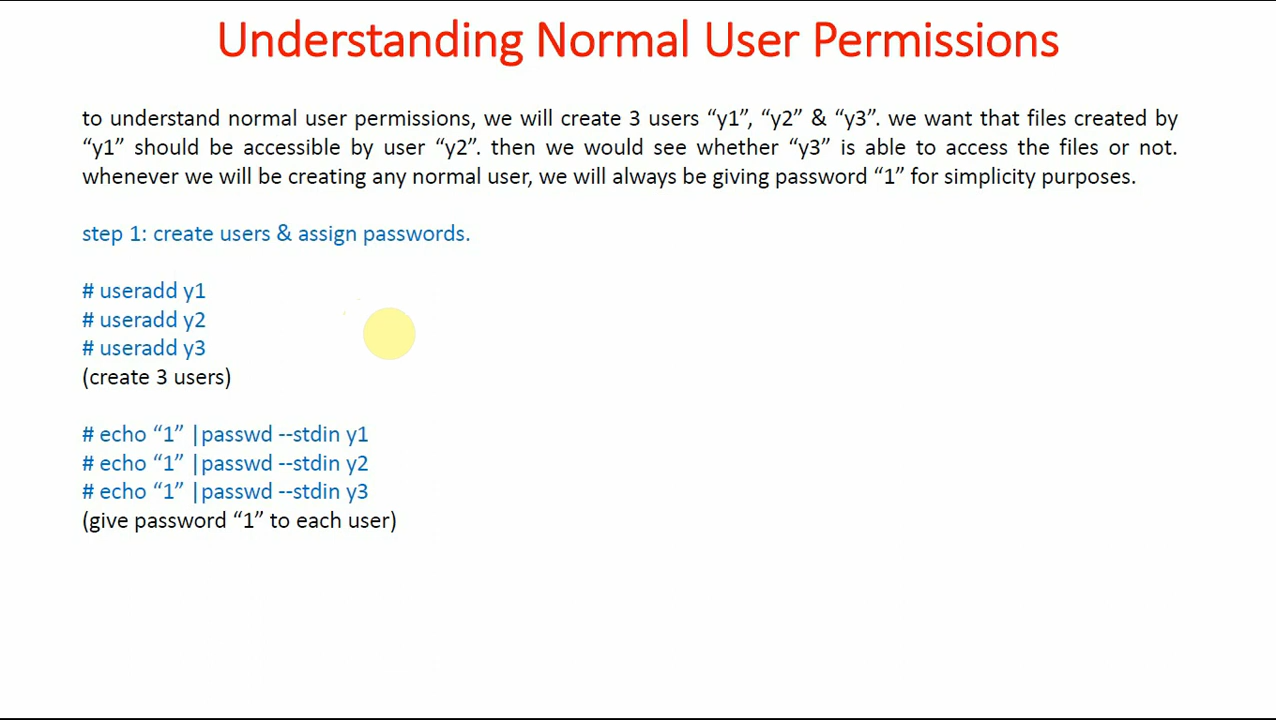 Understanding Normal User Permissions
to understand normal user permissions, we will create 3 users “y1”, “y2” & “y3”. we want that files created by
“y1” should be accessible by user “y2”. then we would see whether “y3” is able to access the files or not.
whenever we will be creating any normal user, we will always be giving password “1” for simplicity purposes.
step 1: create users & assign passwords.
# useradd y1
# useradd y2
# useradd y3
(create 3 users)
# echo “1” |passwd --stdin y1
# echo “1” |passwd --stdin y2
# echo “1” |passwd --stdin y3
(give password “1” to each user)